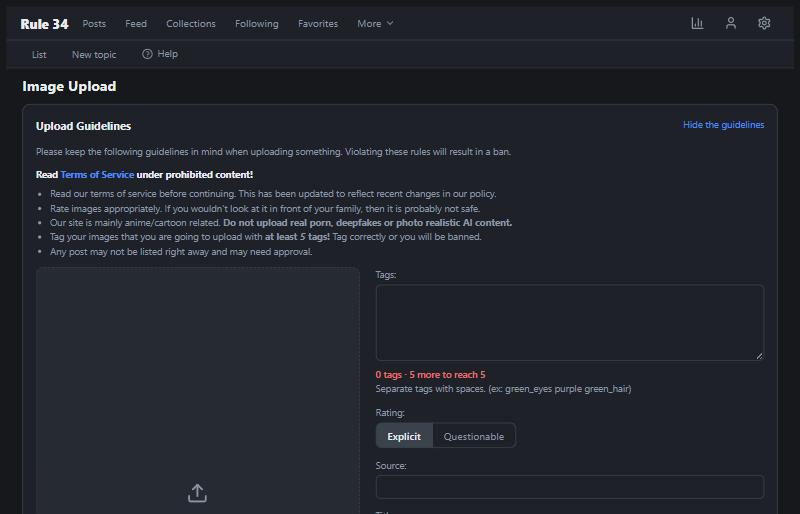 Rule 34 Posts Feed Collections Following Favorites More
List New topic Help
Image Upload
Upload Guidelines
Hide the guidelines
Please keep the following guidelines in mind when uploading something. Violating these rules will result in a ban.
Read Terms of Service under prohibited content!
• Read our terms of service before continuing. This has been updated to reflect recent changes in our policy.
• Rate images appropriately. If you wouldn't look at it in front of your family, then it is probably not safe.
• Our site is mainly anime/cartoon related. Do not upload real porn, deepfakes or photo realistic AI content.
• Tag your images that you are going to upload with at least 5 tags! Tag correctly or you will be banned.
• Any post may not be listed right away and may need approval.
Tags:
0 tags - 5 more to reach 5
Separate tags with spaces. (ex: green_eyes purple green_hair)
Rating:
Explicit Questionable
Source: